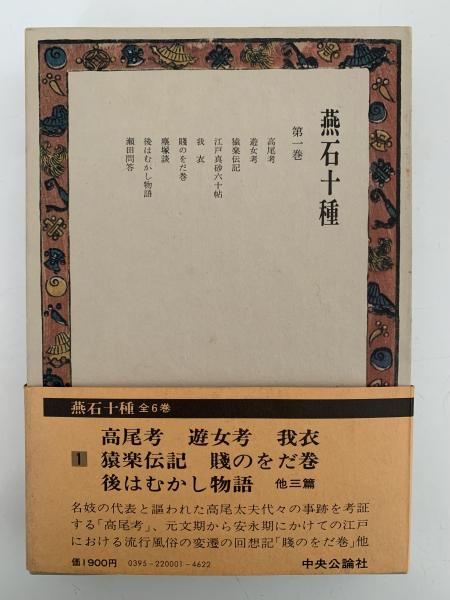 燕石十種
第一巻
高尾考
遊女考
猿楽伝記
江戸真砂六十帖
我衣
賤のをだ巻
塵塚談
後はむかし物語
瀬田問答
燕石十種 全6巻
1
高尾考 遊女考 我衣
猿楽伝記 賤のをだ巻
後はむかし物語 他三篇
名妓の代表と謳われた高尾太夫代々の事跡を考証
する「高尾考」、元文期から安永期にかけての江戸
における流行風俗の変遷の回想記「賤のをだ巻」他
価1900円 0395-220001-4622 中央公論社